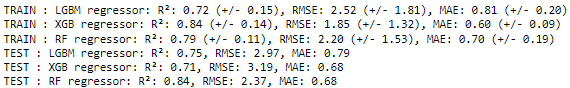 TRAIN : LGBM regressor: R²: 0.72 (+/- 0.15), RMSE: 2.52 (+/- 1.81), MAE: 0.81 (+/- 0.20)
TRAIN : XGB regressor: R²: 0.84 (+/- 0.14), RMSE: 1.85 (+/- 1.32), MAE: 0.60 (+/- 0.09)
TRAIN : RF regressor: R²: 0.79 (+/- 0.11), RMSE: 2.20 (+/- 1.53), MAE: 0.70 (+/- 0.19)
TEST : LGBM regressor: R²: 0.75, RMSE: 2.97, MAE: 0.79
TEST : XGB regressor: R²: 0.71, RMSE: 3.19, MAE: 0.68
TEST : RF regressor: R²: 0.84, RMSE: 2.37, MAE: 0.68